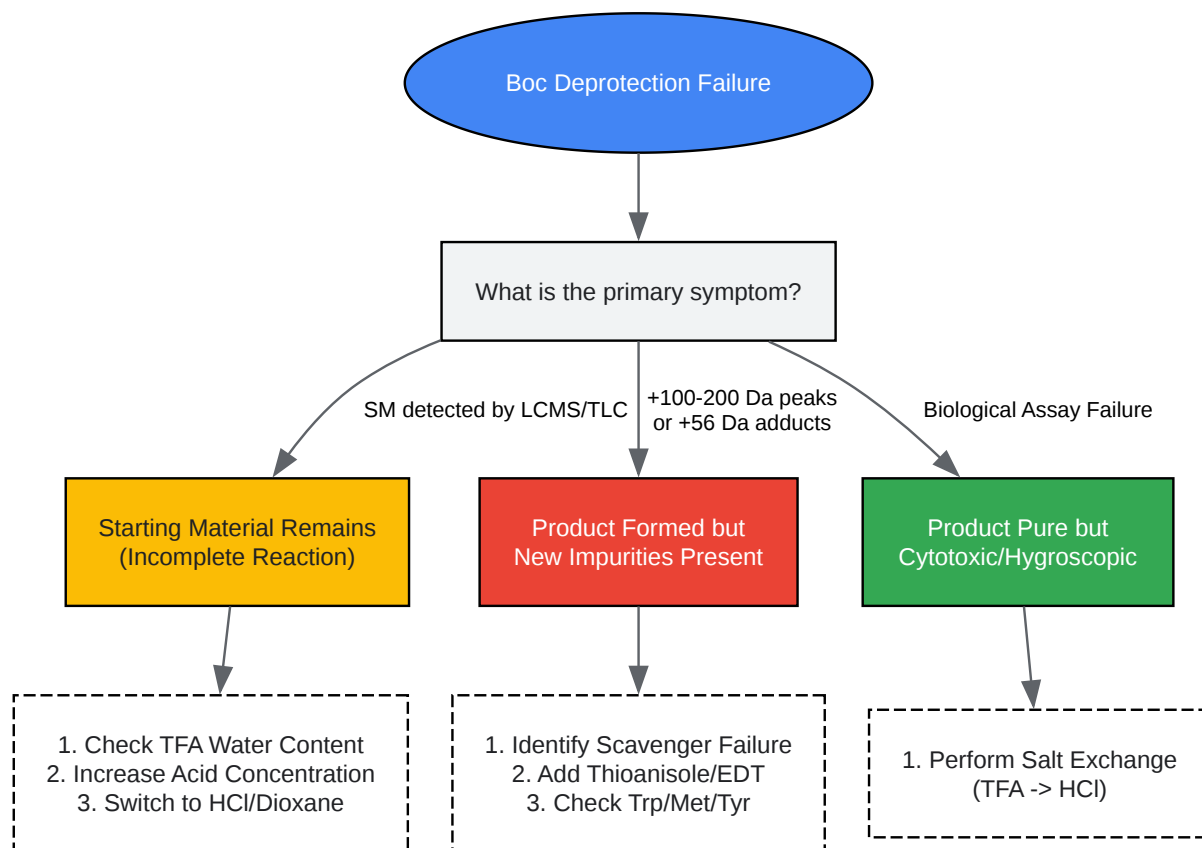 Boc Deprotection Failure
What is the primary symptom?
SM detected by LCMS/TLC
+100-200 Da peaks
or +56 Da adducts
Biological Assay Failure
Starting Material Remains
(Incomplete Reaction)
Product Formed but
New Impurities Present
Product Pure but
Cytotoxic/Hygroscopic
1. Check TFA Water Content
2. Increase Acid Concentration
3. Switch to HCl/Dioxane
1. Identify Scavenger Failure
2. Add Thioanisole/EDT
3. Check Trp/Met/Tyr
1. Perform Salt Exchange
(TFA -> HCl)